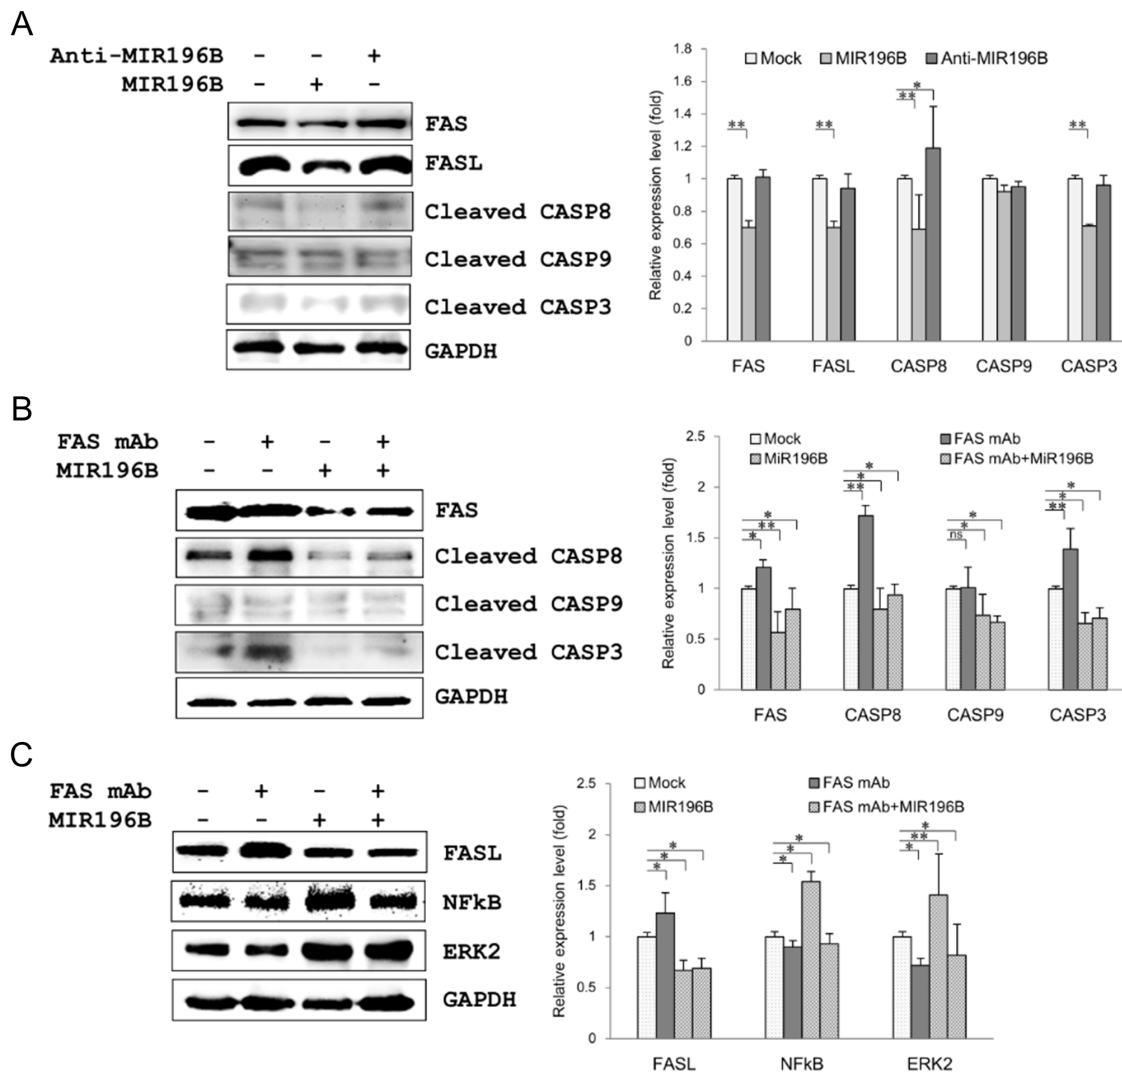 A
Anti-MIR196B - - +
MIR196B - + -
FAS
FASL
Cleaved CASP8
Cleaved CASP9
Cleaved CASP3
GAPDH
Relative expression level (fold)
1.8
1.6
1.4
1.2
1
0.8
0.6
0.4
0.2
0
Mock MIR196B Anti-MIR196B
** ** ** * **
FAS FASL CASP8 CASP9 CASP3
B
FAS mAb - + - +
MIR196B - - + +
FAS
Cleaved CASP8
Cleaved CASP9
Cleaved CASP3
GAPDH
Relative expression level (fold)
2.5
2
1.5
1
0.5
0
Mock FAS mAb
MiR196B FAS mAb+MiR196B
*
**
*
*
*
**
*
*
ns
*
*
**
FAS CASP8 CASP9 CASP3
C
FAS mAb - + - +
MIR196B - - + +
FASL
NFkB
ERK2
GAPDH
Relative expression level (fold)
2.5
2
1.5
1
0.5
0
Mock FAS mAb
MIR196B FAS mAb+MIR196B
*
*
*
*
*
*
*
**
*
FASL NFkB ERK2